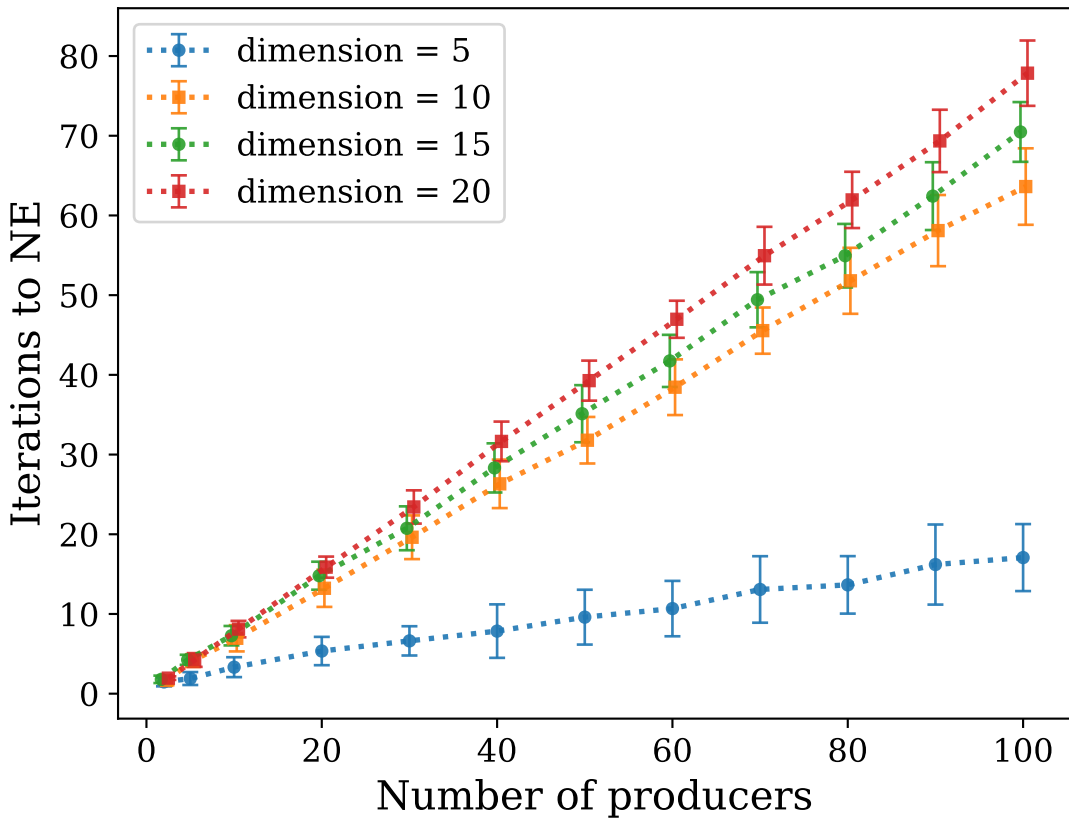 dimension = 5
dimension = 10
dimension = 15
dimension = 20
Iterations to NE
80
70
60
50
40
30
20
10
0
0 20 40 60 80 100
Number of producers